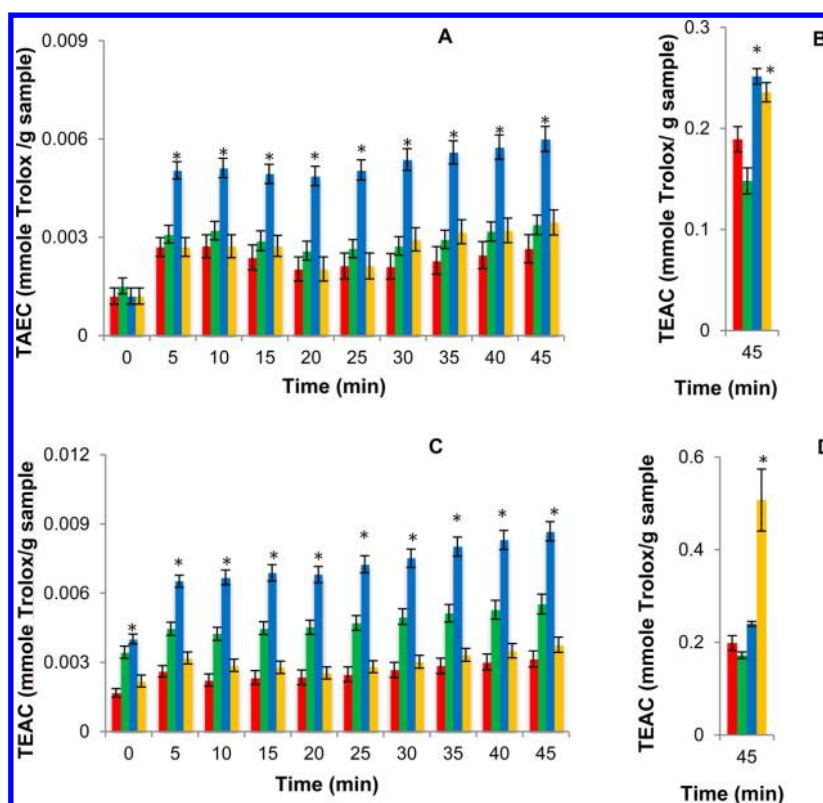 A
TAEC (mmole Trolox /g sample)
0.009
0.006
0.003
0
* * * * * * * * *
0 5 10 15 20 25 30 35 40 45
Time (min)
B
TEAC (mmole Trolox/ g sample)
0.3
0.2
0.1
0
* *
45
Time (min)
C
TEAC (mmole Trolox/g sample
0.012
0.009
0.006
0.003
0
* * * * * * * * * *
0 5 10 15 20 25 30 35 40 45
Time (min)
D
TEAC (mmole Trolox/g sample
0.6
0.4
0.2
0
*
45
Time (min)